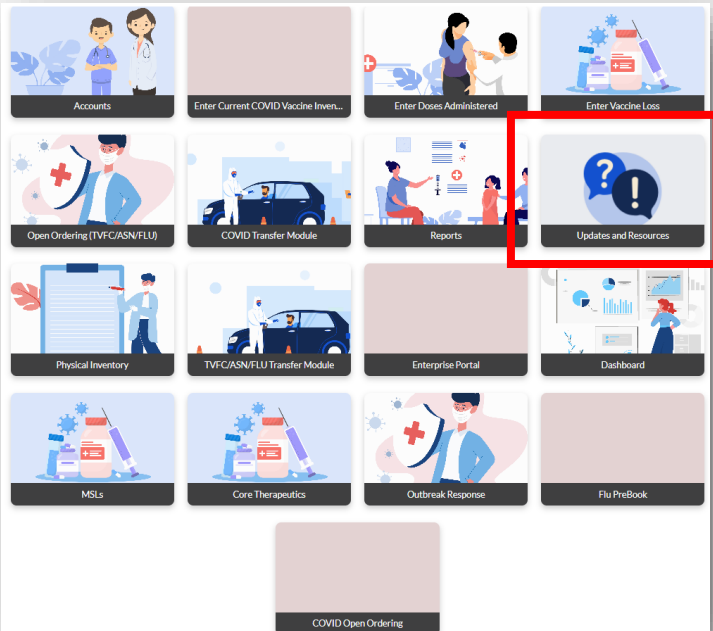 Accounts
Enter Current COVID Vaccine Inven...
Enter Doses Administered
Enter Vaccine Loss
Open Ordering (TVFC/ASN/FLU)
COVID Transfer Module
Reports
? !
Updates and Resources
Physical Inventory
TVFC/ASN/FLU Transfer Module
Enterprise Portal
Dashboard
MSLs
Core Therapeutics
Outbreak Response
Flu PreBook
COVID Open Ordering